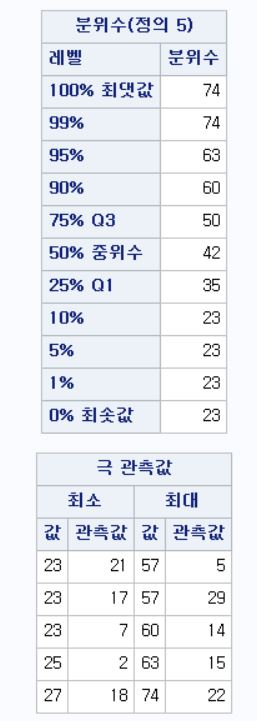 분위수(정의 5)
레벨 분위수
100% 최댓값 74
99% 74
95% 63
90% 60
75% Q3 50
50% 중위수 42
25% Q1 35
10% 23
5% 23
1% 23
0% 최솟값 23
극 관측값
최소 최대
값 관측값 값 관측값
23 21 57 5
23 17 57 29
23 7 60 14
25 2 63 15
27 18 74 22